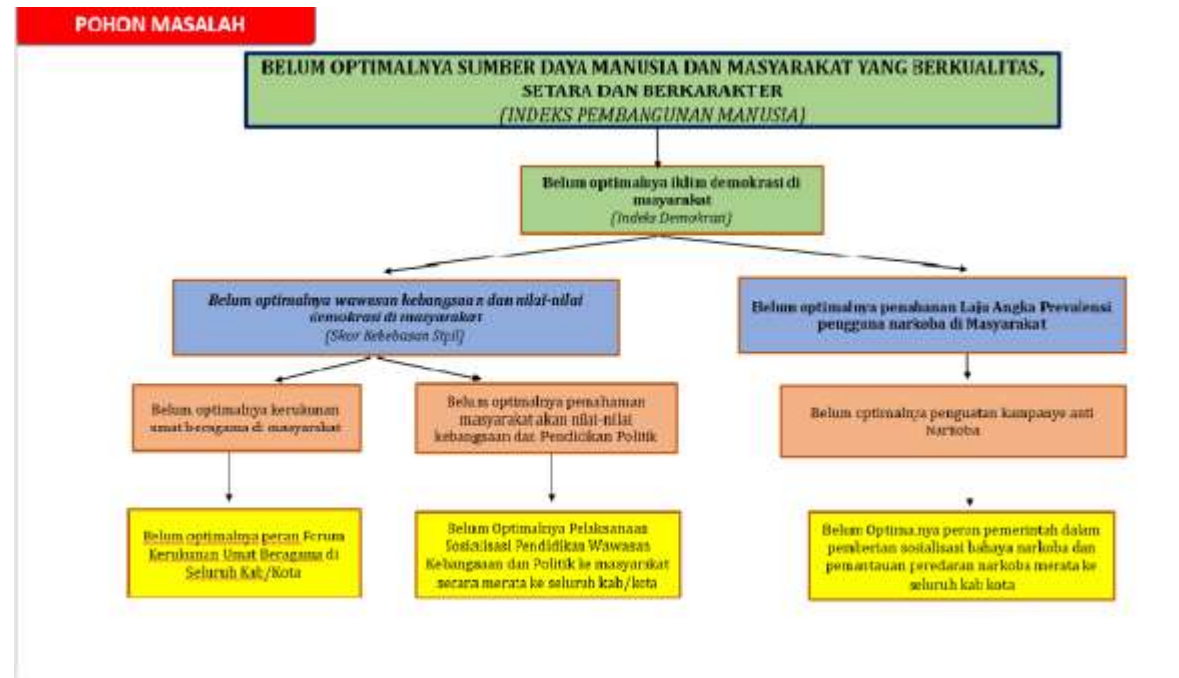 POHON MASALAH
BELUM OPTIMALNYA SUMBER DAYA MANUSIA DAN MASYARAKAT YANG BERKUALITAS,
SETARA DAN BERKARAKTER
(INDEKS PEMBANGUNAN MANUSIA)
Belum optimalnya iklim demokrasi di
masyarakat
(Indeks Demokrasi)
Belum optimalnya wawasan kebangsaan dan nilai-nilai
demokrasi di masyarakat
(Skor Kebebasan Sipil)
Belum optimalnya penahanan Laju Angka Prevalensi
pengguna narkoba di Masyarakat
Belum optimalnya kerukunan
umat beragama di masyarakat
Belum optimalnya pemahaman
masyarakat akan nilai-nilai
kebangsaan dan Pendidikan Politik
Belum optimalnya penguatan kampanye anti
Narkoba
Belum optimalnya peran Forum
Kerukunan Umat Beragama di
Seluruh Kab/Kota
Belum Optimalnya Pelaksanaan
Sosialisasi Pendidikan Wawasan
Kebangsaan dan Politik ke masyarakat
secara merata ke seluruh kab/kota
Belum Optimalnya peran pemerintah dalam
pemberian sosialisasi bahaya narkoba dan
pemantauan peredaran narkoba merata ke
seluruh kab kota